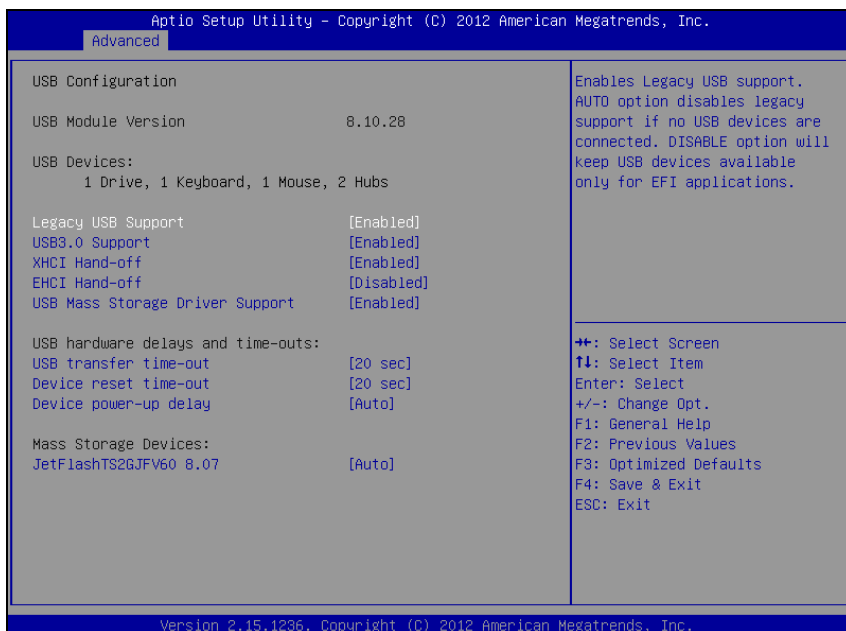 Aptio Setup Utility – Copyright (C) 2012 American Megatrends, Inc.
Advanced
USB Configuration
USB Module Version 8.10.28
USB Devices:
1 Drive, 1 Keyboard, 1 Mouse, 2 Hubs
Legacy USB Support [Enabled]
USB3.0 Support [Enabled]
XHCI Hand-off [Enabled]
EHCI Hand-off [Disabled]
USB Mass Storage Driver Support [Enabled]
USB hardware delays and time-outs:
USB transfer time-out [20 sec]
Device reset time-out [20 sec]
Device power-up delay [Auto]
Mass Storage Devices:
JetFlashTS2GJFV60 8.07 [Auto]
Enables Legacy USB support.
AUTO option disables legacy
support if no USB devices are
connected. DISABLE option will
keep USB devices available
only for EFI applications.
→←: Select Screen
↑↓: Select Item
Enter: Select
+/-: Change Opt.
F1: General Help
F2: Previous Values
F3: Optimized Defaults
F4: Save & Exit
ESC: Exit
Version 2.15.1236. Copyright (C) 2012 American Megatrends, Inc.